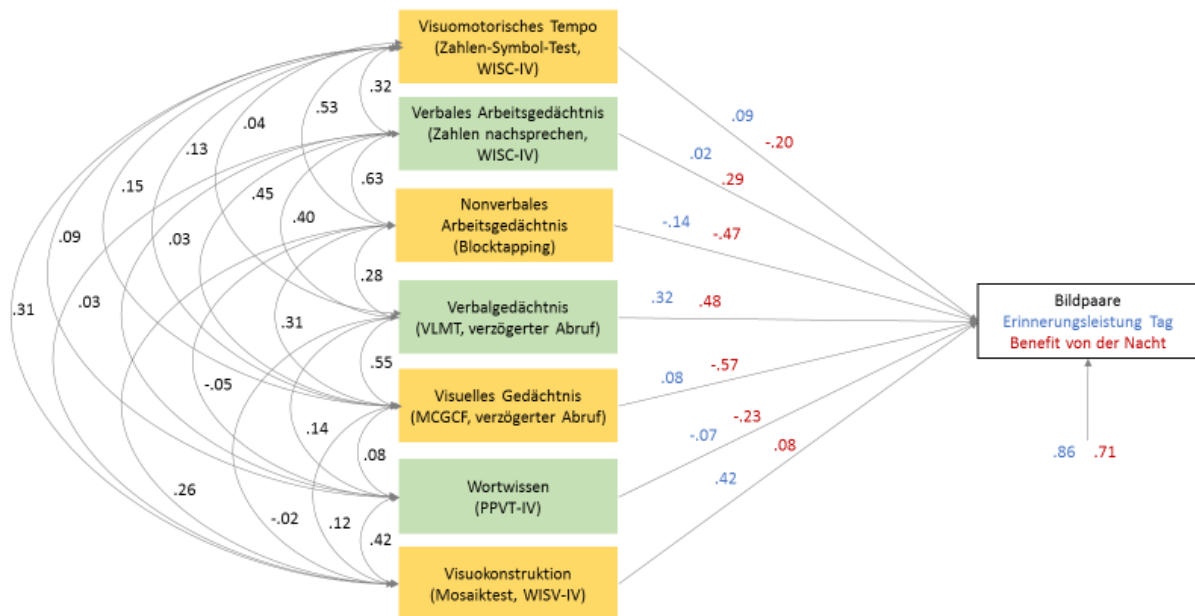 Visuomotorisches Tempo
(Zahlen-Symbol-Test,
WISC-IV)
.32
.53
.04
.13
.15
.09
.31
Verbales Arbeitsgedächtnis
(Zahlen nachsprechen,
WISC-IV)
.63
.40
.45
.03
.03
Nonverbales
Arbeitsgedächtnis
(Blocktapping)
.28
.31
-.05
.26
Verbalgedächtnis
(VLMT, verzögerter Abruf)
.55
.14
-.02
Visuelles Gedächtnis
(MCGCF, verzögerter Abruf)
.08
.12
Wortwissen
(PPVT-IV)
.42
Visuokonstruktion
(Mosaiktest, WISV-IV)
.09 -.20
.02 .29
-.14 -.47
.32 .48
.08 -.57
-.07 -.23
.42 .08
Bildpaare
Erinnerungsleistung Tag
Benefit von der Nacht
.86 .71